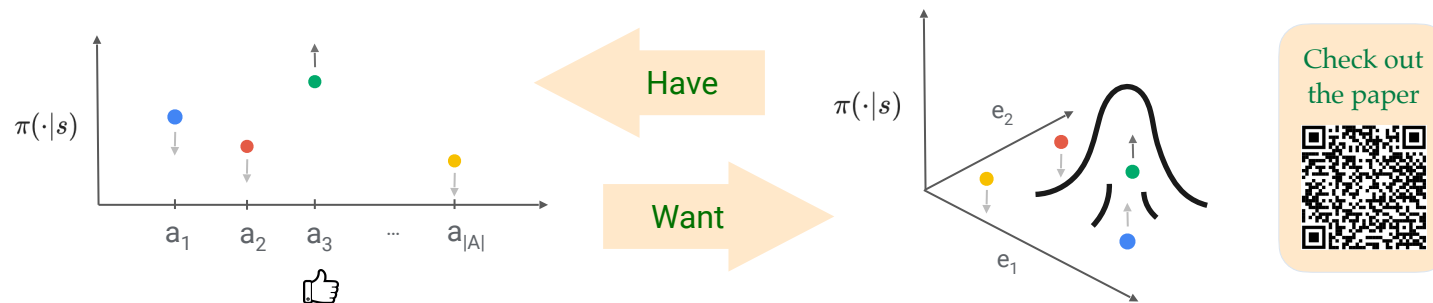 π(·|s)
a₁
a₂
a₃
...
a|A|
Have
Want
π(·|s)
e₂
e₁
Check out
the paper